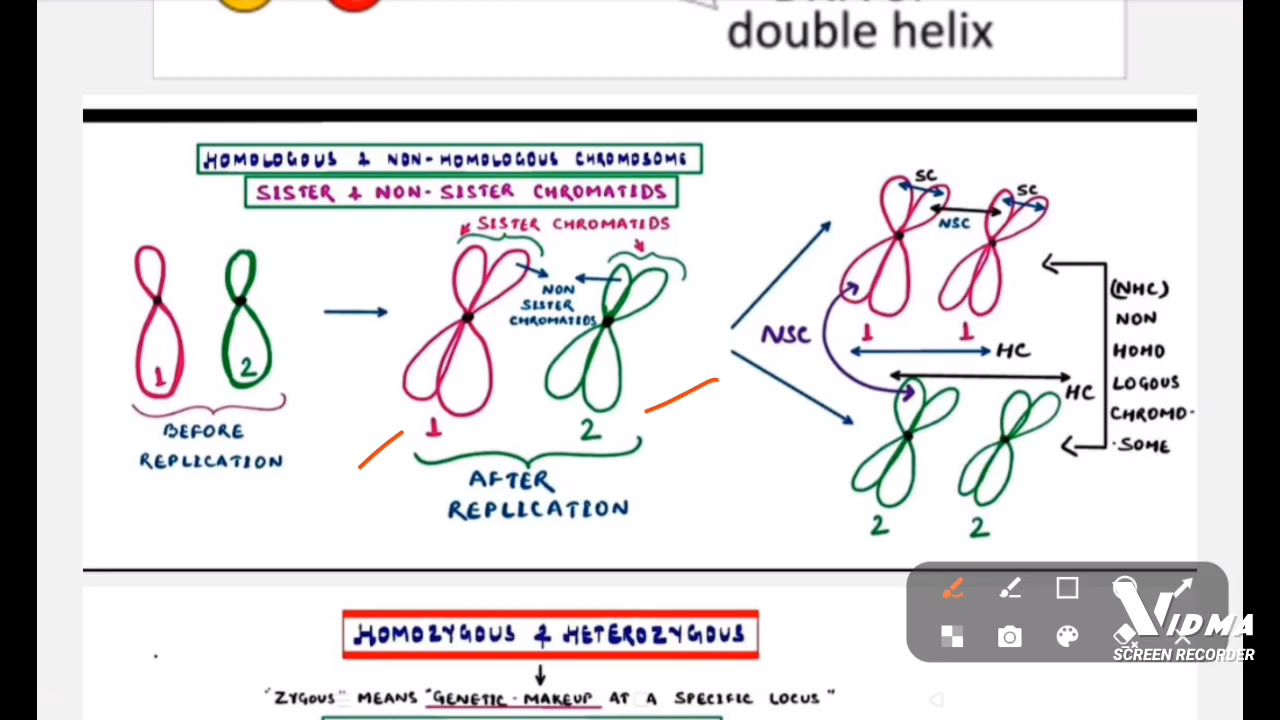 double helix
HOMOLOGOUS & NON-HOMOLOGOUS CHROMOSOME
SISTER & NON-SISTER CHROMATIDS
SISTER CHROMATIDS
NON
SISTER
CHROMATIDS
1
2
BEFORE
REPLICATION
1
2
AFTER
REPLICATION
SC
SC
NSC
NSC
1
1
HC
HC
2
2
(NHC)
NON
HOMO
LOGOUS
CHROMO-
-SOME
HOMOZYGOUS & HETEROZYGOUS
"ZYGOUS" MEANS "GENETIC-MAKEUP AT A SPECIFIC LOCUS"
VIDMA
SCREEN RECORDER